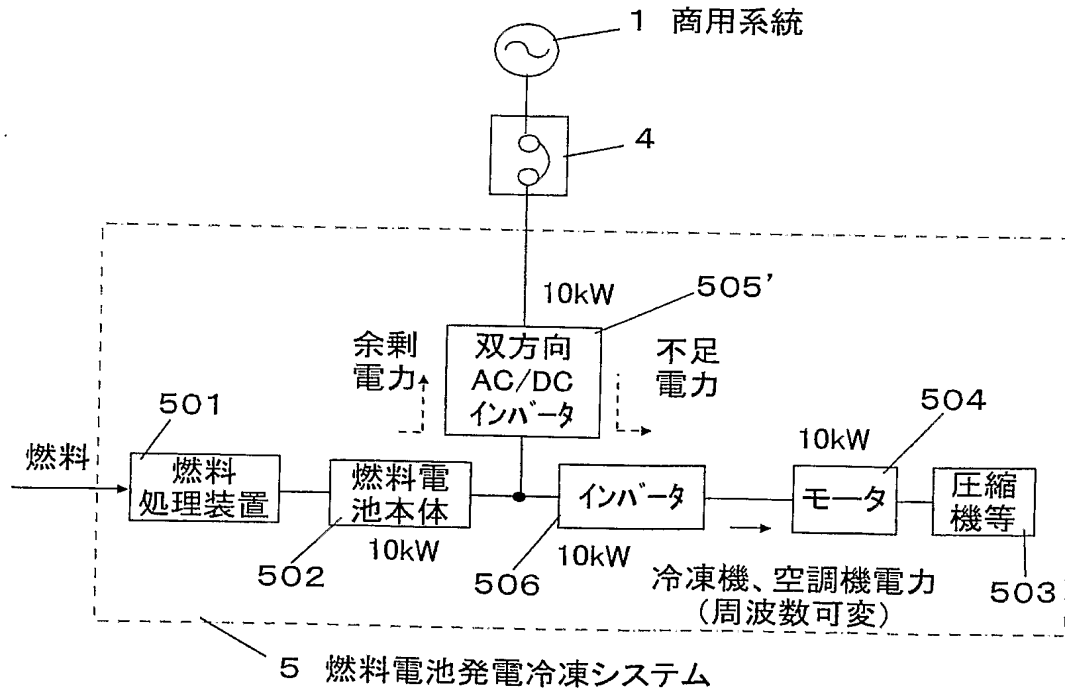 1 商用系統
4
505’
10kW
余剰
電力
双方向
AC/DC
インバータ
不足
電力
501
504
10kW
燃料
燃料
処理装置
燃料電
池本体
インバータ
モータ
圧縮
機等
502
10kW
506
10kW
冷凍機、空調機電力
(周波数可変)
503
5 燃料電池発電冷凍システム